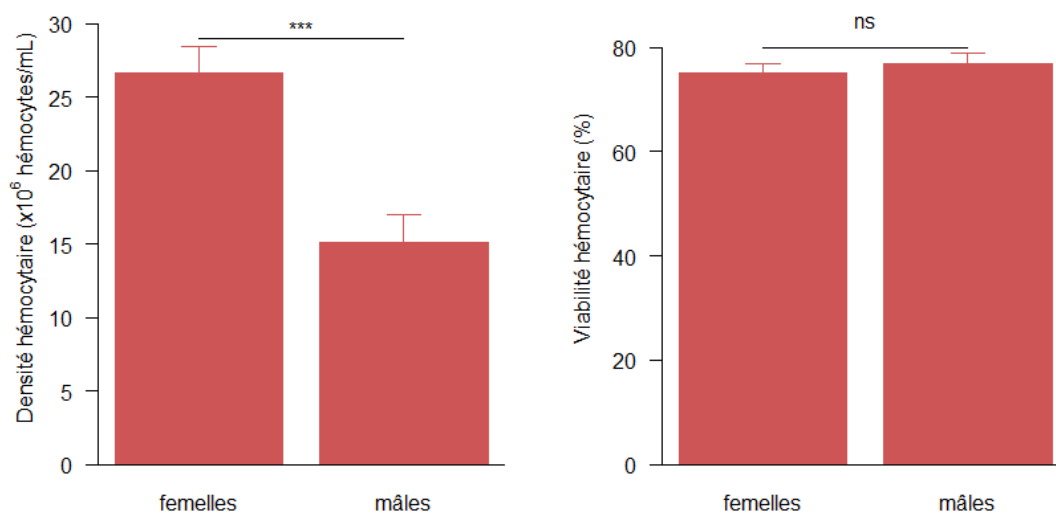 Densité hémocytaire (x10⁶ hémocytes/mL)
30
25
20
15
10
5
0
***
femelles mâles
Viabilité hémocytaire (%)
80
60
40
20
0
ns
femelles mâles